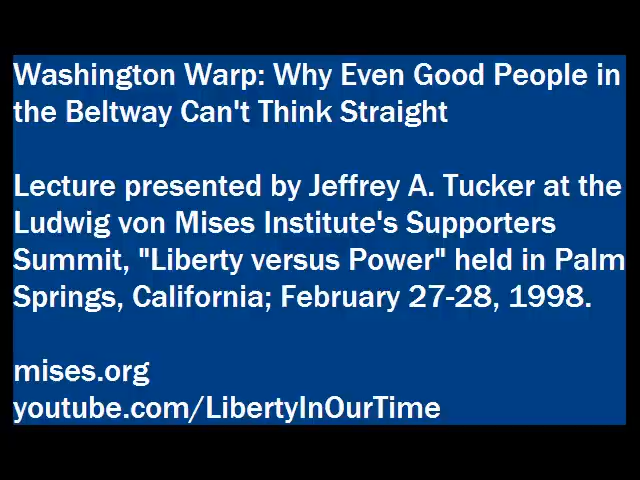 Washington Warp: Why Even Good People in
the Beltway Can't Think Straight
Lecture presented by Jeffrey A. Tucker at the
Ludwig von Mises Institute's Supporters
Summit, "Liberty versus Power" held in Palm
Springs, California; February 27-28, 1998.
mises.org
youtube.com/LibertyInOurTime